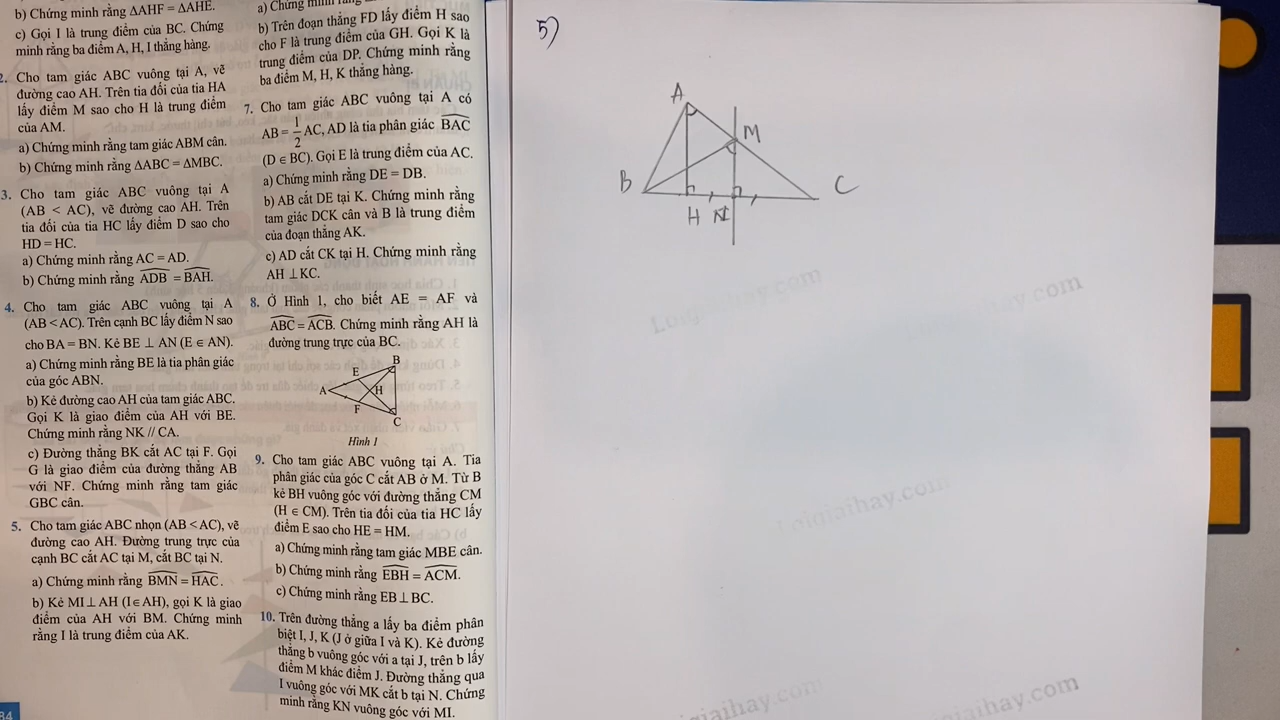 b) Chứng minh rằng ΔAHF = ΔAHE.
c) Gọi I là trung điểm của BC. Chứng
minh rằng ba điểm A, H, I thẳng hàng.
2. Cho tam giác ABC vuông tại A, vẽ
đường cao AH. Trên tia đối của tia HA
lấy điểm M sao cho H là trung điểm
của AM.
a) Chứng minh rằng tam giác ABM cân.
b) Chứng minh rằng ΔABC = ΔMBC.
3. Cho tam giác ABC vuông tại A
(AB < AC), vẽ đường cao AH. Trên
tia đối của tia HC lấy điểm D sao cho
HD = HC.
a) Chứng minh rằng AC = AD.
b) Chứng minh rằng ADB = BAH.
4. Cho tam giác ABC vuông tại A
(AB < AC). Trên cạnh BC lấy điểm N sao
cho BA = BN. Kẻ BE ⊥ AN (E ∈ AN).
a) Chứng minh rằng BE là tia phân giác
của góc ABN.
b) Kẻ đường cao AH của tam giác ABC.
Gọi K là giao điểm của AH với BE.
Chứng minh rằng NK // CA.
c) Đường thẳng BK cắt AC tại F. Gọi
G là giao điểm của đường thẳng AB
với NF. Chứng minh rằng tam giác
GBC cân.
5. Cho tam giác ABC nhọn (AB < AC), vẽ
đường cao AH. Đường trung trực của
cạnh BC cắt AC tại M, cắt BC tại N.
a) Chứng minh rằng BMN = HAC.
b) Kẻ MI ⊥ AH (I ∈ AH), gọi K là giao
điểm của AH với BM. Chứng minh
rằng I là trung điểm của AK.
84
a) Chứng minh rằng
b) Trên đoạn thẳng FD lấy điểm H sao
cho F là trung điểm của GH. Gọi K là
trung điểm của DP. Chứng minh rằng
ba điểm M, H, K thẳng hàng.
7. Cho tam giác ABC vuông tại A có
AB = 1/2 AC, AD là tia phân giác BAC
(D ∈ BC). Gọi E là trung điểm của AC.
a) Chứng minh rằng DE = DB.
b) AB cắt DE tại K. Chứng minh rằng
tam giác DCK cân và B là trung điểm
của đoạn thẳng AK.
c) AD cắt CK tại H. Chứng minh rằng
AH ⊥ KC.
8. Ở Hình 1, cho biết AE = AF và
ABC = ACB. Chứng minh rằng AH là
đường trung trực của BC.
B
E
A
H
F
C
Hình 1
9. Cho tam giác ABC vuông tại A. Tia
phân giác của góc C cắt AB ở M. Từ B
kẻ BH vuông góc với đường thẳng CM
(H ∈ CM). Trên tia đối của tia HC lấy
điểm E sao cho HE = HM.
a) Chứng minh rằng tam giác MBE cân.
b) Chứng minh rằng EBH = ACM.
c) Chứng minh rằng EB ⊥ BC.
10. Trên đường thẳng a lấy ba điểm phân
biệt I, J, K (J ở giữa I và K). Kẻ đường
thẳng b vuông góc với a tại J, trên b lấy
điểm M khác điểm J. Đường thẳng qua
I vuông góc với MK cắt b tại N. Chứng
minh rằng KN vuông góc với MI.
5)
A
M
B
C
H
N
Loigiaihay.com
Loigiaihay.com
Loigiaihay.com
Loigiaihay.com
Loigiaihay.com